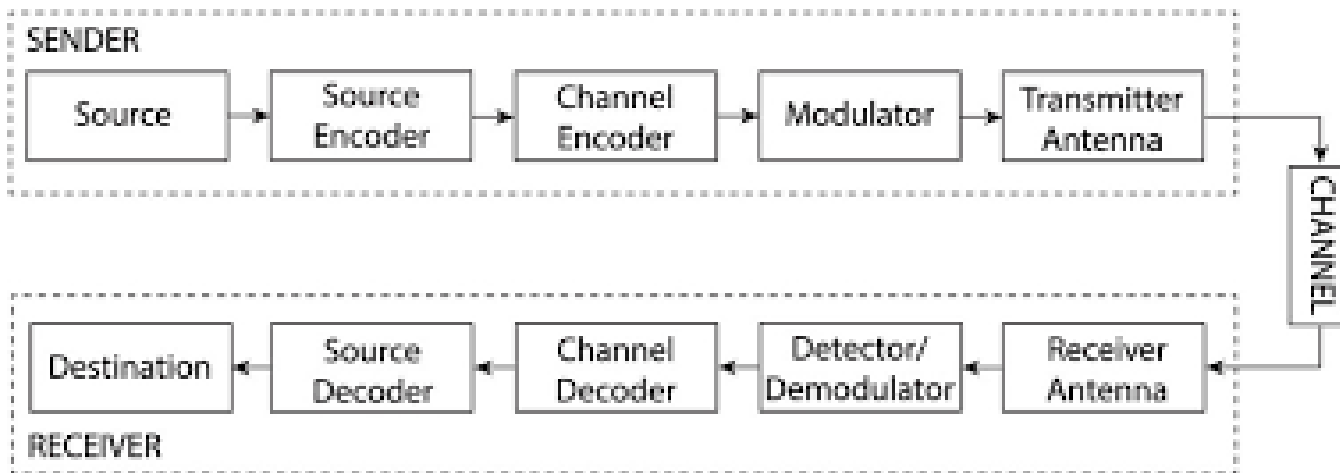 SENDER
Source
Source
Encoder
Channel
Encoder
Modulator
Transmitter
Antenna
CHANNEL
Destination
Source
Decoder
Channel
Decoder
Detector/
Demodulator
Receiver
Antenna
RECEIVER